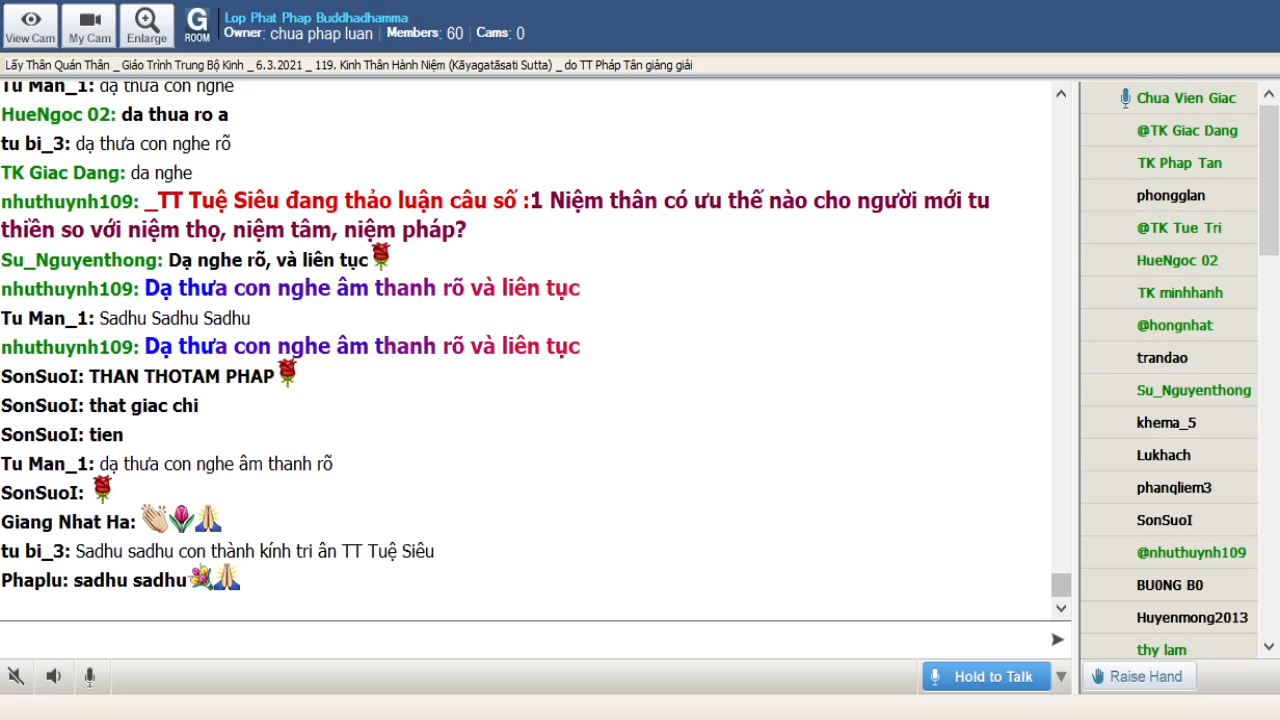 View Cam
My Cam
Enlarge
G
ROOM
Lop Phat Phap Buddhadhamma
Owner: chua phap luan | Members: 60 | Cams: 0
Lấy Thân Quán Thân _ Giáo Trình Trung Bộ Kinh _ 6.3.2021 _ 119. Kinh Thân Hành Niệm (Kāyagatāsati Sutta) _ do TT Pháp Tân giảng giải
Tu Man_1: dạ thưa con nghe
HueNgoc 02: da thua ro a
tu bi_3: dạ thưa con nghe rõ
TK Giac Dang: da nghe
nhuthuynh109: _TT Tuệ Siêu đang thảo luận câu số :1 Niệm thân có ưu thế nào cho người mới tu
thiền so với niệm thọ, niệm tâm, niệm pháp?
Su_Nguyenthong: Dạ nghe rõ, và liên tục
nhuthuynh109: Dạ thưa con nghe âm thanh rõ và liên tục
Tu Man_1: Sadhu Sadhu Sadhu
nhuthuynh109: Dạ thưa con nghe âm thanh rõ và liên tục
SonSuoI: THAN THOTAM PHAP
SonSuoI: that giac chi
SonSuoI: tien
Tu Man_1: dạ thưa con nghe âm thanh rõ
SonSuoI:
Giang Nhat Ha:
tu bi_3: Sadhu sadhu con thành kính tri ân TT Tuệ Siêu
Phaplu: sadhu sadhu
Chua Vien Giac
@TK Giac Dang
TK Phap Tan
phongglan
@TK Tue Tri
HueNgoc 02
TK minhhanh
@hongnhat
trandao
Su_Nguyenthong
khema_5
Lukhach
phanqliem3
SonSuoI
@nhuthuynh109
BU0NG B0
Huyenmong2013
thy lam
Hold to Talk
Raise Hand